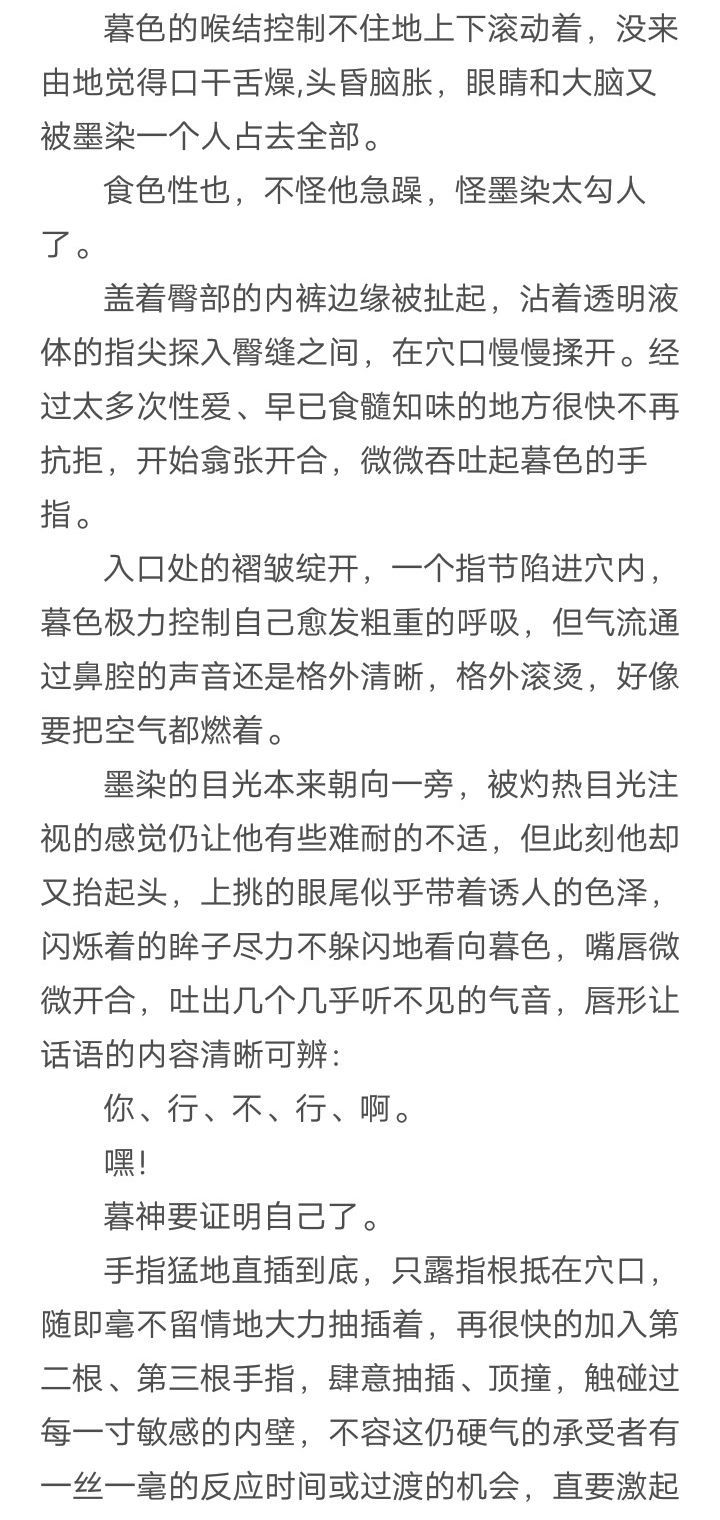 暮色的喉结控制不住地上下滚动着，没来
由地觉得口干舌燥,头昏脑胀，眼睛和大脑又
被墨染一个人占去全部。
食色性也，不怪他急躁，怪墨染太勾人
了。
盖着臀部的内裤边缘被扯起，沾着透明液
体的指尖探入臀缝之间，在穴口慢慢揉开。经
过太多次性爱、早已食髓知味的地方很快不再
抗拒，开始翕张开合，微微吞吐起暮色的手
指。
入口处的褶皱绽开，一个指节陷进穴内，
暮色极力控制自己愈发粗重的呼吸，但气流通
过鼻腔的声音还是格外清晰，格外滚烫，好像
要把空气都燃着。
墨染的目光本来朝向一旁，被灼热目光注
视的感觉仍让他有些难耐的不适，但此刻他却
又抬起头，上挑的眼尾似乎带着诱人的色泽，
闪烁着的眸子尽力不躲闪地看向暮色，嘴唇微
微开合，吐出几个几乎听不见的气音，唇形让
话语的内容清晰可辨：
你、行、不、行、啊。
嘿！
暮神要证明自己了。
手指猛地直插到底，只露指根抵在穴口，
随即毫不留情地大力抽插着，再很快的加入第
二根、第三根手指，肆意抽插、顶撞，触碰过
每一寸敏感的内壁，不容这仍硬气的承受者有
一丝一毫的反应时间或过渡的机会，直要激起